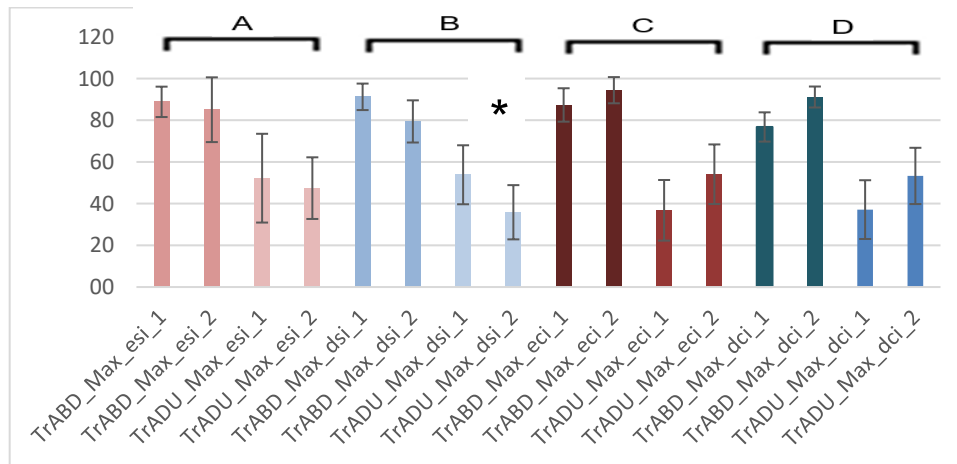 A B C D
120
100
80
60
40
20
00
*
TrABD_Max_esi_1
TrABD_Max_esi_2
TrADU_Max_esi_1
TrADU_Max_esi_2
TrABD_Max_dsi_1
TrABD_Max_dsi_2
TrADU_Max_dsi_1
TrADU_Max_dsi_2
TrABD_Max_eci_1
TrABD_Max_eci_2
TrADU_Max_eci_1
TrADU_Max_eci_2
TrABD_Max_dci_1
TrABD_Max_dci_2
TrADU_Max_dci_1
TrADU_Max_dci_2